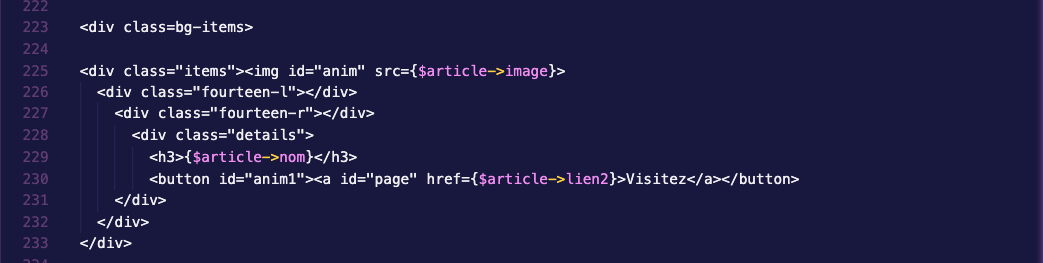 222
223 <div class=bg-items>
224
225 <div class="items"><img id="anim" src={$article->image}>
226 <div class="fourteen-l"></div>
227 <div class="fourteen-r"></div>
228 <div class="details">
229 <h3>{$article->nom}</h3>
230 <button id="anim1"><a id="page" href={$article->lien2}>Visitez</a></button>
231 </div>
232 </div>
233 </div>
234